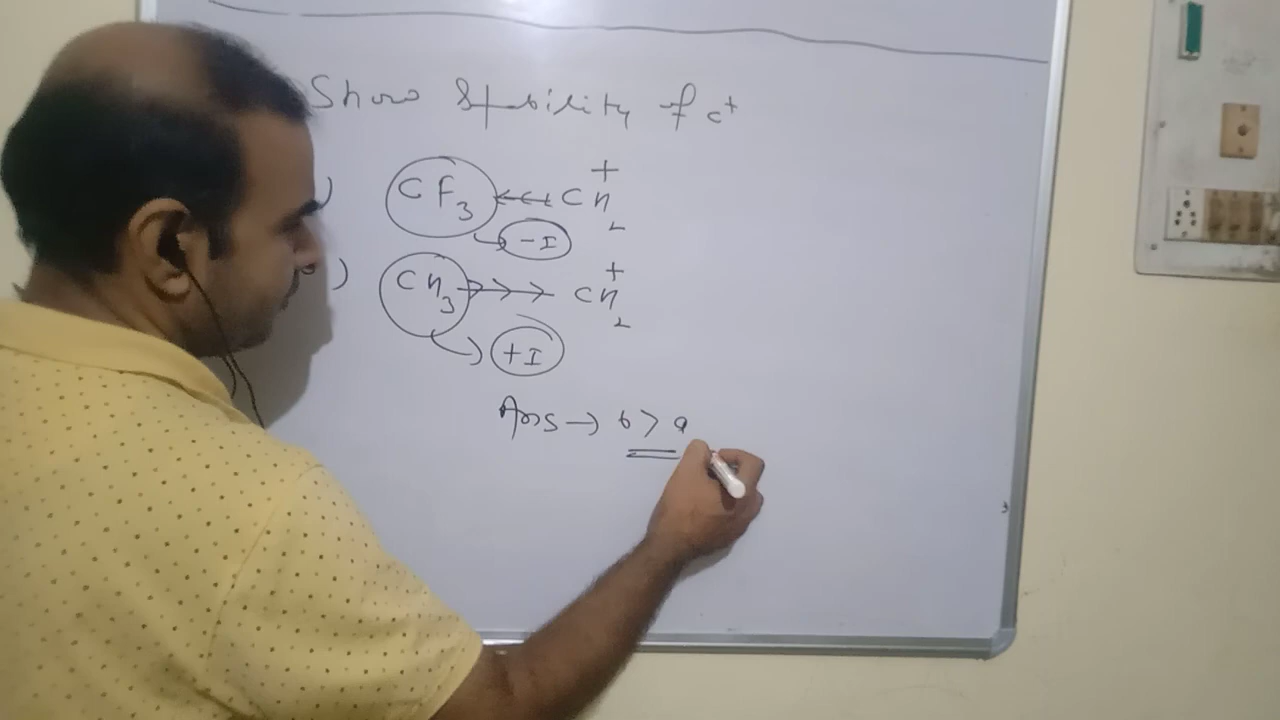 Show Stability of C+
) CF3 CH2+
-I
) CH3 CH2+
+I
Ans → b > a